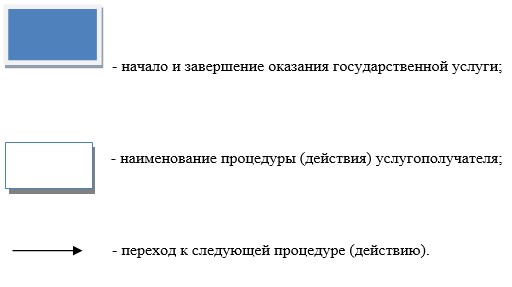 - начало и завершение оказания государственной услуги;
- наименование процедуры (действия) услугополучателя;
- переход к следующей процедуре (действию).